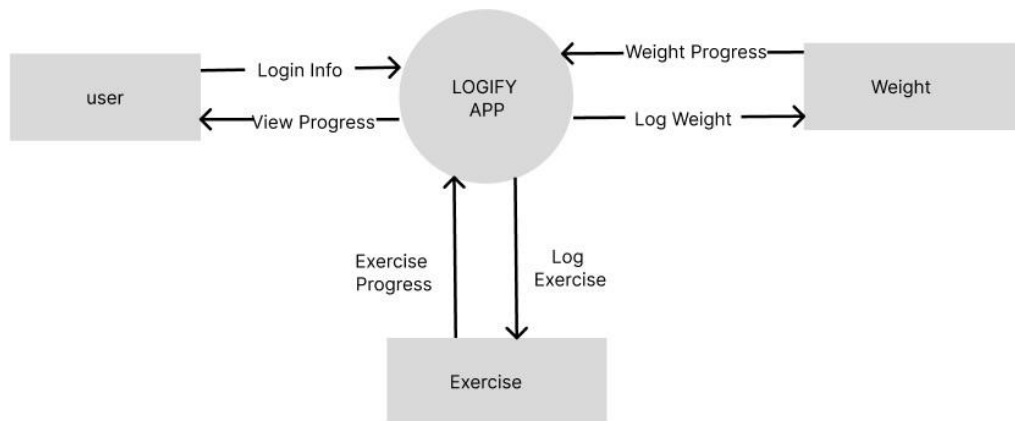 user
Login Info
View Progress
LOGIFY
APP
Weight Progress
Log Weight
Weight
Exercise
Progress
Log
Exercise
Exercise